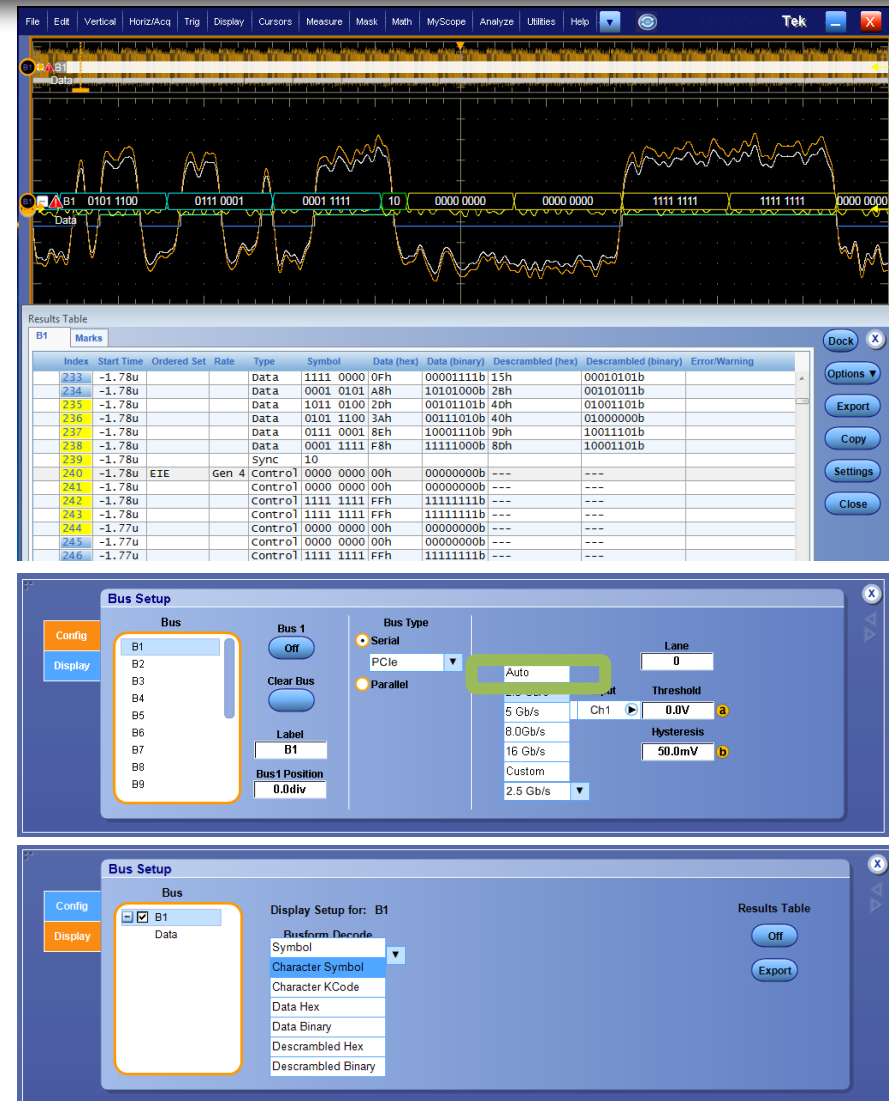 File Edit Vertical Horiz/Acq Trig Display Cursors Measure Mask Math MyScope Analyze Utilities Help Tek X
B1 B1
Data
B1 B1 0101 1100 0111 0001 0001 1111 10 0000 0000 0000 0000 1111 1111 1111 1111 0000 0000
Data
Results Table
B1 Marks
Dock X
Index Start Time Ordered Set Rate Type Symbol Data (hex) Data (binary) Descrambled (hex) Descrambled (binary) Error/Warning
233 -1.78u Data 1111 0000 0Fh 00001111b 15h 00010101b
234 -1.78u Data 0001 0101 A8h 10101000b 2Bh 00101011b
235 -1.78u Data 1011 0100 2Dh 00101101b 4Dh 01001101b
236 -1.78u Data 0101 1100 3Ah 00111010b 40h 01000000b
237 -1.78u Data 0111 0001 8Eh 10001110b 9Dh 10011101b
238 -1.78u Data 0001 1111 F8h 11111000b 8Dh 10001101b
239 -1.78u Sync 10
240 -1.78u EIE Gen 4 Control 0000 0000 00h 00000000b --- ---
241 -1.78u Control 0000 0000 00h 00000000b --- ---
242 -1.78u Control 1111 1111 FFh 11111111b --- ---
243 -1.78u Control 1111 1111 FFh 11111111b --- ---
244 -1.77u Control 0000 0000 00h 00000000b --- ---
245 -1.77u Control 0000 0000 00h 00000000b --- ---
246 -1.77u Control 1111 1111 FFh 11111111b --- ---
Options
Export
Copy
Settings
Close
Bus Setup
X
Config
Display
Bus
B1
B2
B3
B4
B5
B6
B7
B8
B9
Bus 1
Off
Clear Bus
Label
B1
Bus1 Position
0.0div
Bus Type
Serial
PCIe
Parallel
Auto
5 Gb/s
8.0Gb/s
16 Gb/s
Custom
2.5 Gb/s
Ch1
Lane
0
Threshold
0.0V a
Hysteresis
50.0mV b
Bus Setup
X
Config
Display
Bus
B1
Data
Display Setup for: B1
Busform Decode
Symbol
Character Symbol
Character KCode
Data Hex
Data Binary
Descrambled Hex
Descrambled Binary
Results Table
Off
Export